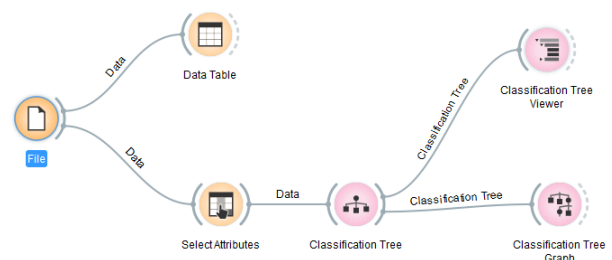 Data
Data Table
Classification Tree
Classification Tree
Viewer
File
Data
Data
Classification Tree
Select Attributes
Classification Tree
Classification Tree
Graph